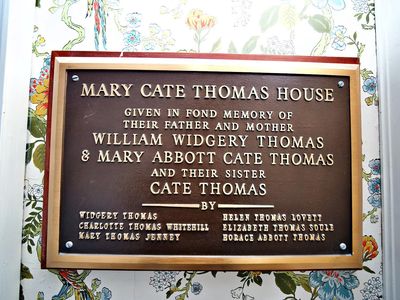 MARY CATE THOMAS HOUSE
GIVEN IN FOND MEMORY OF
THEIR FATHER AND MOTHER
WILLIAM WIDGERY THOMAS
& MARY ABBOTT CATE THOMAS
AND THEIR SISTER
CATE THOMAS
BY
WIDGERY THOMAS
CHARLOTTE THOMAS WHITEHILL
MARY THOMAS JENNEY
HELEN THOMAS LOVETT
ELIZABETH THOMAS SOULE
HORACE ABBOTT THOMAS